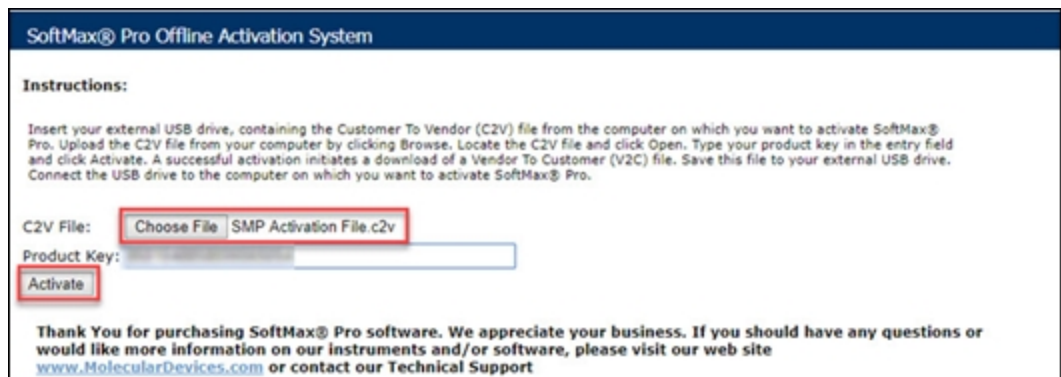 SoftMax® Pro Offline Activation System
Instructions:
Insert your external USB drive, containing the Customer To Vendor (C2V) file from the computer on which you want to activate SoftMax®
Pro. Upload the C2V file from your computer by clicking Browse. Locate the C2V file and click Open. Type your product key in the entry field
and click Activate. A successful activation initiates a download of a Vendor To Customer (V2C) file. Save this file to your external USB drive.
Connect the USB drive to the computer on which you want to activate SoftMax® Pro.
C2V File: Choose File SMP Activation File.c2v
Product Key:
Activate
Thank You for purchasing SoftMax® Pro software. We appreciate your business. If you should have any questions or
would like more information on our instruments and/or software, please visit our web site
www.MolecularDevices.com or contact our Technical Support